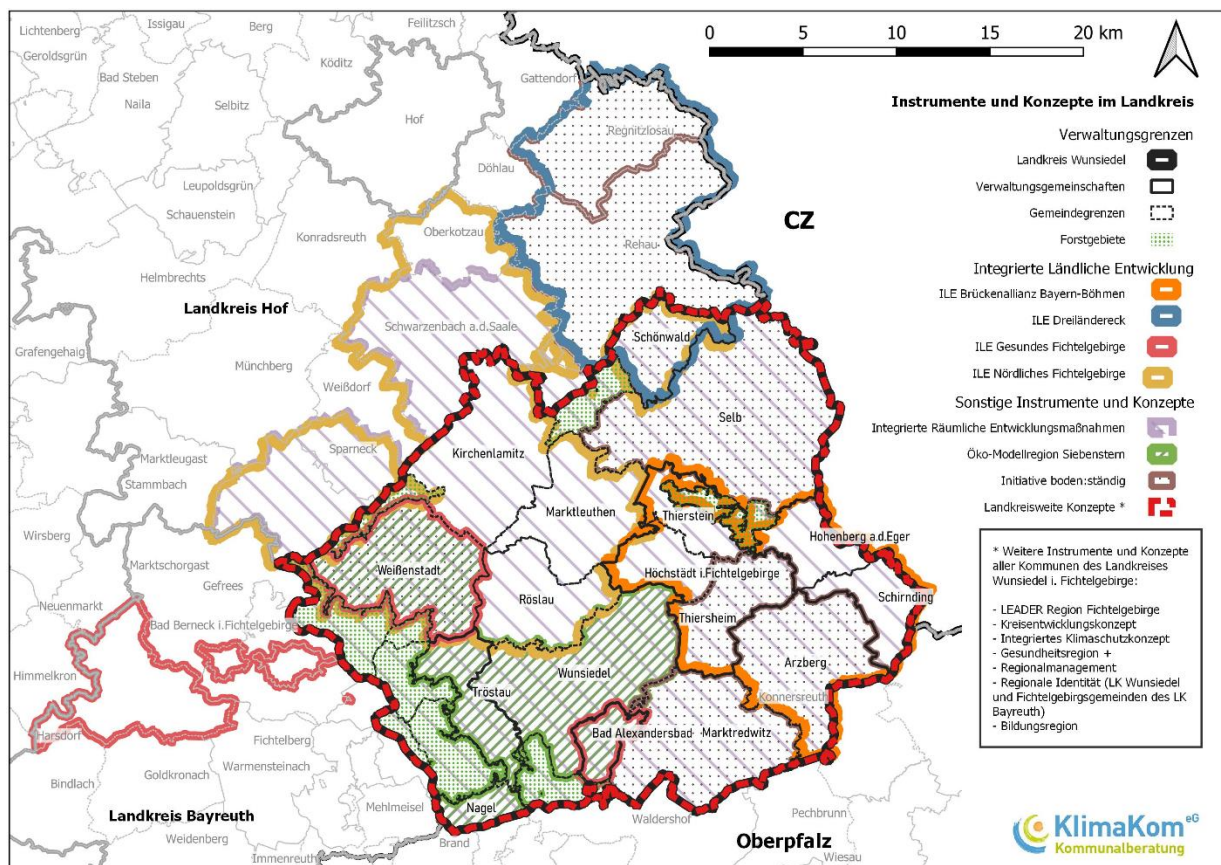 Lichtenberg
Issigau
Berg
Feilitzsch
Geroldsgrün
Bad Steben
Naila
Selbitz
Köditz
Gattendorf
Hof
Regnitzlosau
Döhlau
Leupoldsgrün
Schauenstein
Konradsreuth
Oberkotzau
Rehau
CZ
Helmbrechts
Landkreis Hof
Schwarzenbach a.d.Saale
Schönwald
Grafengehaig
Münchberg
Weißdorf
Selb
Sparneck
Kirchenlamitz
Marktleugast
Stammbach
Marktleuthen
Thierstein
Hohenberg a.d.Eger
Wirsberg
Marktschorgast
Weißenstadt
Höchstädt i.Fichtelgebirge
Gefrees
Röslau
Schirnding
Neuenmarkt
Thiersheim
Bad Berneck i.Fichtelgebirge
Arzberg
Wunsiedel
Himmelkron
Tröstau
Konnersreuth
Harsdorf
Bad Alexandersbad
Marktredwitz
Fichtelberg
Bindlach
Goldkronach
Warmensteinach
Mehlmeisel
Nagel
Landkreis Bayreuth
Waldershof
Pechbrunn
Weidenberg
Brand
Oberpfalz
Immenreuth
Wiesau
0 5 10 15 20 km
Instrumente und Konzepte im Landkreis
Verwaltungsgrenzen
Landkreis Wunsiedel
Verwaltungsgemeinschaften
Gemeindegrenzen
Forstgebiete
Integrierte Ländliche Entwicklung
ILE Brückenallianz Bayern-Böhmen
ILE Dreiländereck
ILE Gesundes Fichtelgebirge
ILE Nördliches Fichtelgebirge
Sonstige Instrumente und Konzepte
Integrierte Räumliche Entwicklungsmaßnahmen
Öko-Modellregion Siebenstern
Initiative boden:ständig
Landkreisweite Konzepte *
* Weitere Instrumente und Konzepte
aller Kommunen des Landkreises
Wunsiedel i. Fichtelgebirge:
- LEADER Region Fichtelgebirge
- Kreisentwicklungskonzept
- Integriertes Klimaschutzkonzept
- Gesundheitsregion +
- Regionalmanagement
- Regionale Identität (LK Wunsiedel
und Fichtelgebirgsgemeinden des LK
Bayreuth)
- Bildungsregion
KlimaKom eG
Kommunalberatung